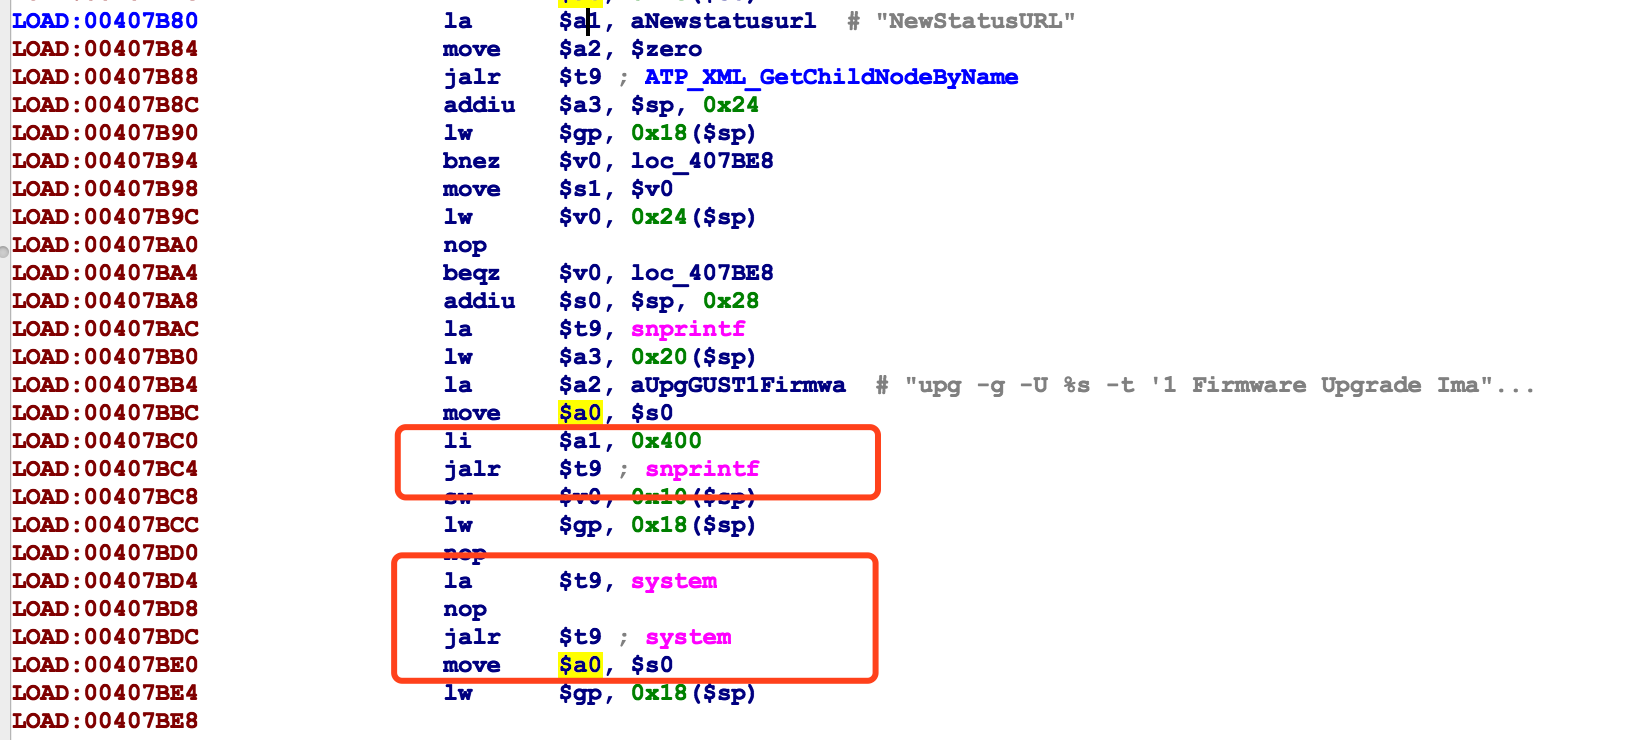 LOAD:00407B80 la $a1, aNewstatusurl # "NewStatusURL"
LOAD:00407B84 move $a2, $zero
LOAD:00407B88 jalr $t9 ; ATP_XML_GetChildNodeByName
LOAD:00407B8C addiu $a3, $sp, 0x24
LOAD:00407B90 lw $gp, 0x18($sp)
LOAD:00407B94 bnez $v0, loc_407BE8
LOAD:00407B98 move $s1, $v0
LOAD:00407B9C lw $v0, 0x24($sp)
LOAD:00407BA0 nop
LOAD:00407BA4 beqz $v0, loc_407BE8
LOAD:00407BA8 addiu $s0, $sp, 0x28
LOAD:00407BAC la $t9, snprintf
LOAD:00407BB0 lw $a3, 0x20($sp)
LOAD:00407BB4 la $a2, aUpgGUST1Firmwa # "upg -g -U %s -t '1 Firmware Upgrade Ima"...
LOAD:00407BBC move $a0, $s0
LOAD:00407BC0 li $a1, 0x400
LOAD:00407BC4 jalr $t9 ; snprintf
LOAD:00407BC8 sw $v0, 0x10($sp)
LOAD:00407BCC lw $gp, 0x18($sp)
LOAD:00407BD0 nop
LOAD:00407BD4 la $t9, system
LOAD:00407BD8 nop
LOAD:00407BDC jalr $t9 ; system
LOAD:00407BE0 move $a0, $s0
LOAD:00407BE4 lw $gp, 0x18($sp)
LOAD:00407BE8